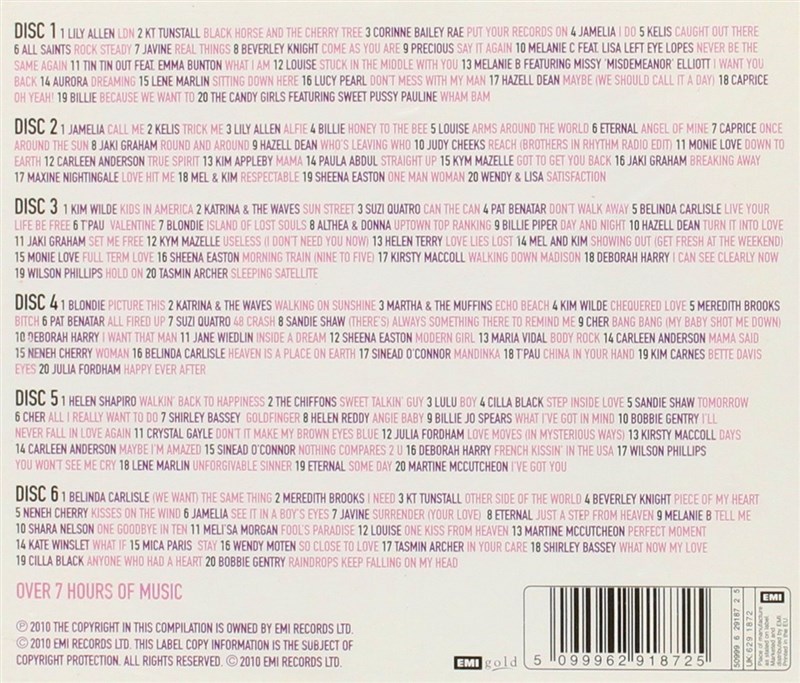 DISC 1 1 LILY ALLEN LDN 2 KT TUNSTALL BLACK HORSE AND THE CHERRY TREE 3 CORINNE BAILEY RAE PUT YOUR RECORDS ON 4 JAMELIA I DO 5 KELIS CAUGHT OUT THERE
6 ALL SAINTS ROCK STEADY 7 JAVINE REAL THINGS 8 BEVERLEY KNIGHT COME AS YOU ARE 9 PRECIOUS SAY IT AGAIN 10 MELANIE C FEAT. LISA LEFT EYE LOPES NEVER BE THE
SAME AGAIN 11 TIN TIN OUT FEAT. EMMA BUNTON WHAT I AM 12 LOUISE STUCK IN THE MIDDLE WITH YOU 13 MELANIE B FEATURING MISSY 'MISDEMEANOR' ELLIOTT I WANT YOU
BACK 14 AURORA DREAMING 15 LENE MARLIN SITTING DOWN HERE 16 LUCY PEARL DON'T MESS WITH MY MAN 17 HAZELL DEAN MAYBE (WE SHOULD CALL IT A DAY) 18 CAPRICE
OH YEAH! 19 BILLIE BECAUSE WE WANT TO 20 THE CANDY GIRLS FEATURING SWEET PUSSY PAULINE WHAM BAM
DISC 2 1 JAMELIA CALL ME 2 KELIS TRICK ME 3 LILY ALLEN ALFIE 4 BILLIE HONEY TO THE BEE 5 LOUISE ARMS AROUND THE WORLD 6 ETERNAL ANGEL OF MINE 7 CAPRICE ONCE
AROUND THE SUN 8 JAKI GRAHAM ROUND AND AROUND 9 HAZELL DEAN WHO'S LEAVING WHO 10 JUDY CHEEKS REACH (BROTHERS IN RHYTHM RADIO EDIT) 11 MONIE LOVE DOWN TO
EARTH 12 CARLEEN ANDERSON TRUE SPIRIT 13 KIM APPLEBY MAMA 14 PAULA ABDUL STRAIGHT UP 15 KYM MAZELLE GOT TO GET YOU BACK 16 JAKI GRAHAM BREAKING AWAY
17 MAXINE NIGHTINGALE LOVE HIT ME 18 MEL & KIM RESPECTABLE 19 SHEENA EASTON ONE MAN WOMAN 20 WENDY & LISA SATISFACTION
DISC 3 1 KIM WILDE KIDS IN AMERICA 2 KATRINA & THE WAVES SUN STREET 3 SUZI QUATRO CAN THE CAN 4 PAT BENATAR DON'T WALK AWAY 5 BELINDA CARLISLE LIVE YOUR
LIFE BE FREE 6 T'PAU VALENTINE 7 BLONDIE ISLAND OF LOST SOULS 8 ALTHEA & DONNA UPTOWN TOP RANKING 9 BILLIE PIPER DAY AND NIGHT 10 HAZELL DEAN TURN IT INTO LOVE
11 JAKI GRAHAM SET ME FREE 12 KYM MAZELLE USELESS (I DON'T NEED YOU NOW) 13 HELEN TERRY LOVE LIES LOST 14 MEL AND KIM SHOWING OUT (GET FRESH AT THE WEEKEND)
15 MONIE LOVE FULL TERM LOVE 16 SHEENA EASTON MORNING TRAIN (NINE TO FIVE) 17 KIRSTY MACCOLL WALKING DOWN MADISON 18 DEBORAH HARRY I CAN SEE CLEARLY NOW
19 WILSON PHILLIPS HOLD ON 20 TASMIN ARCHER SLEEPING SATELLITE
DISC 4 1 BLONDIE PICTURE THIS 2 KATRINA & THE WAVES WALKING ON SUNSHINE 3 MARTHA & THE MUFFINS ECHO BEACH 4 KIM WILDE CHEQUERED LOVE 5 MEREDITH BROOKS
BITCH 6 PAT BENATAR ALL FIRED UP 7 SUZI QUATRO 48 CRASH 8 SANDIE SHAW (THERE'S) ALWAYS SOMETHING THERE TO REMIND ME 9 CHER BANG BANG (MY BABY SHOT ME DOWN)
10 DEBORAH HARRY I WANT THAT MAN 11 JANE WIEDLIN INSIDE A DREAM 12 SHEENA EASTON MODERN GIRL 13 MARIA VIDAL BODY ROCK 14 CARLEEN ANDERSON MAMA SAID
15 NENEH CHERRY WOMAN 16 BELINDA CARLISLE HEAVEN IS A PLACE ON EARTH 17 SINEAD O'CONNOR MANDINKA 18 T'PAU CHINA IN YOUR HAND 19 KIM CARNES BETTE DAVIS
EYES 20 JULIA FORDHAM HAPPY EVER AFTER
DISC 5 1 HELEN SHAPIRO WALKIN' BACK TO HAPPINESS 2 THE CHIFFONS SWEET TALKIN' GUY 3 LULU BOY 4 CILLA BLACK STEP INSIDE LOVE 5 SANDIE SHAW TOMORROW
6 CHER ALL I REALLY WANT TO DO 7 SHIRLEY BASSEY GOLDFINGER 8 HELEN REDDY ANGIE BABY 9 BILLIE JO SPEARS WHAT I'VE GOT IN MIND 10 BOBBIE GENTRY I'LL
NEVER FALL IN LOVE AGAIN 11 CRYSTAL GAYLE DON'T IT MAKE MY BROWN EYES BLUE 12 JULIA FORDHAM LOVE MOVES (IN MYSTERIOUS WAYS) 13 KIRSTY MACCOLL DAYS
14 CARLEEN ANDERSON MAYBE I'M AMAZED 15 SINEAD O'CONNOR NOTHING COMPARES 2 U 16 DEBORAH HARRY FRENCH KISSIN' IN THE USA 17 WILSON PHILLIPS
YOU WON'T SEE ME CRY 18 LENE MARLIN UNFORGIVABLE SINNER 19 ETERNAL SOME DAY 20 MARTINE MCCUTCHEON I'VE GOT YOU
DISC 6 1 BELINDA CARLISLE (WE WANT) THE SAME THING 2 MEREDITH BROOKS I NEED 3 KT TUNSTALL OTHER SIDE OF THE WORLD 4 BEVERLEY KNIGHT PIECE OF MY HEART
5 NENEH CHERRY KISSES ON THE WIND 6 JAMELIA SEE IT IN A BOY'S EYES 7 JAVINE SURRENDER (YOUR LOVE) 8 ETERNAL JUST A STEP FROM HEAVEN 9 MELANIE B TELL ME
10 SHARA NELSON ONE GOODBYE IN TEN 11 MELI'SA MORGAN FOOL'S PARADISE 12 LOUISE ONE KISS FROM HEAVEN 13 MARTINE MCCUTCHEON PERFECT MOMENT
14 KATE WINSLET WHAT IF 15 MICA PARIS STAY 16 WENDY MOTEN SO CLOSE TO LOVE 17 TASMIN ARCHER IN YOUR CARE 18 SHIRLEY BASSEY WHAT NOW MY LOVE
19 CILLA BLACK ANYONE WHO HAD A HEART 20 BOBBIE GENTRY RAINDROPS KEEP FALLING ON MY HEAD
OVER 7 HOURS OF MUSIC
℗ 2010 THE COPYRIGHT IN THIS COMPILATION IS OWNED BY EMI RECORDS LTD.
© 2010 EMI RECORDS LTD. THIS LABEL COPY INFORMATION IS THE SUBJECT OF
COPYRIGHT PROTECTION. ALL RIGHTS RESERVED. © 2010 EMI RECORDS LTD.
EMI gold
5 099962 918725
50999 6 29187 2 5
UK: 629 1872
EMI
Place of manufacture
as stated on label.
Marketed and
distributed by EMI.
Printed in the EU.